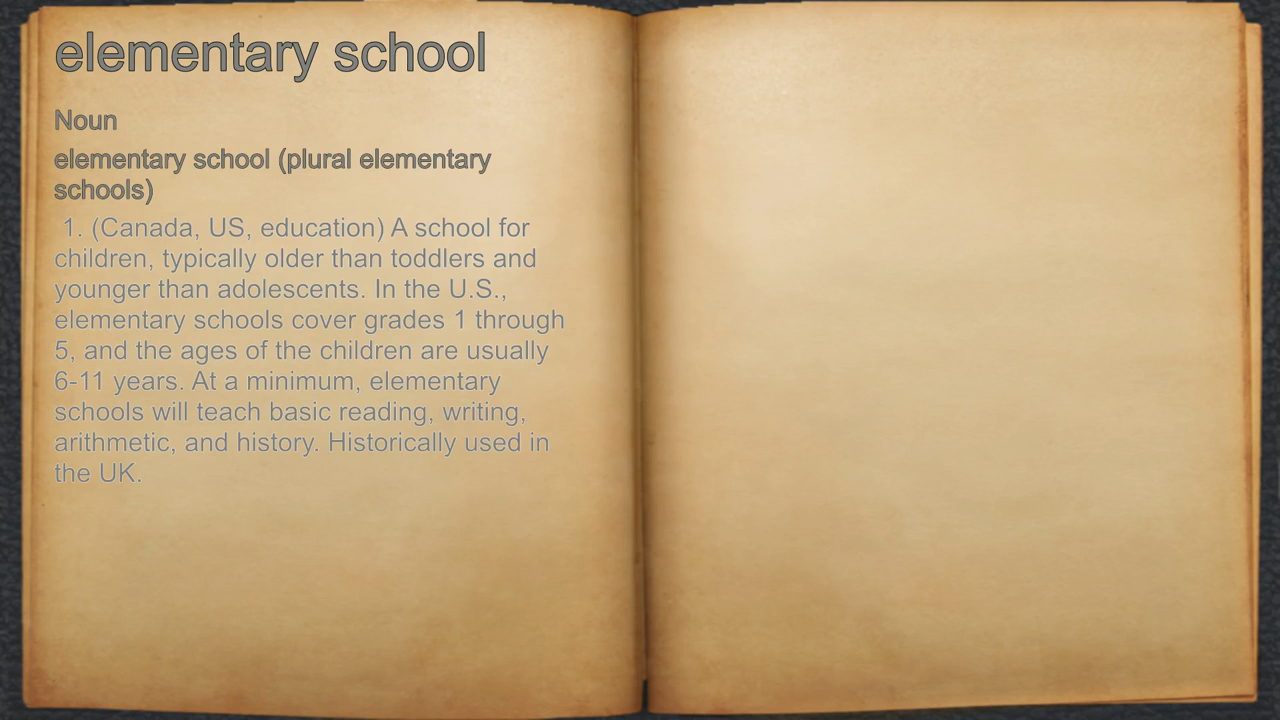 elementary school
Noun
elementary school (plural elementary
schools)
1. (Canada, US, education) A school for
children, typically older than toddlers and
younger than adolescents. In the U.S.,
elementary schools cover grades 1 through
5, and the ages of the children are usually
6-11 years. At a minimum, elementary
schools will teach basic reading, writing,
arithmetic, and history. Historically used in
the UK.